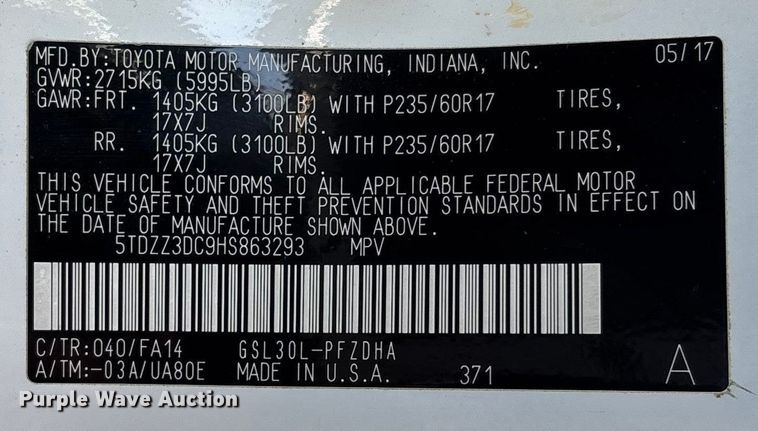 MFD.BY:TOYOTA MOTOR MANUFACTURING, INDIANA, INC. 05/17
GVWR:2715KG (5995LB)
GAWR:FRT. 1405KG (3100LB) WITH P235/60R17 TIRES,
17X7J RIMS.
RR. 1405KG (3100LB) WITH P235/60R17 TIRES,
17X7J RIMS.
THIS VEHICLE CONFORMS TO ALL APPLICABLE FEDERAL MOTOR
VEHICLE SAFETY AND THEFT PREVENTION STANDARDS IN EFFECT ON
THE DATE OF MANUFACTURE SHOWN ABOVE.
5TDZZ3DC9HS863293 MPV
C/TR:040/FA14 GSL30L-PFZDHA
A/TM:-03A/UA80E MADE IN U.S.A. 371 A
Purple Wave Auction